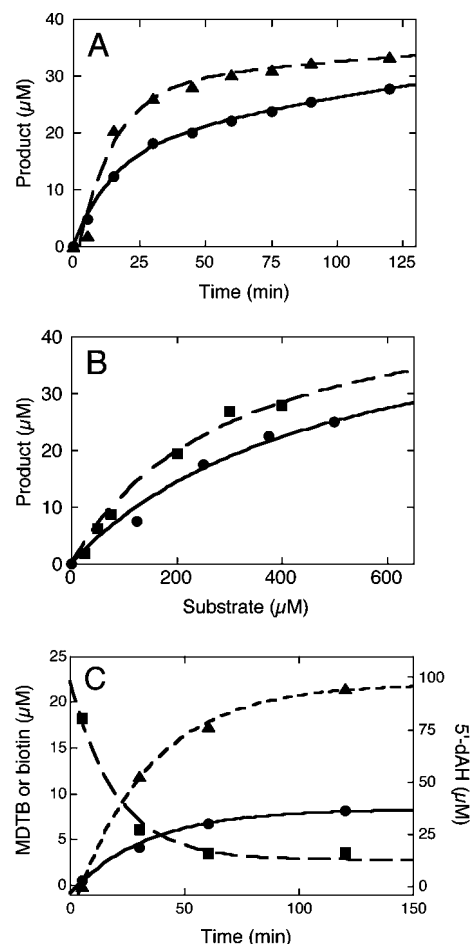 A
Product (µM)
40
30
20
10
0
0 25 50 75 100 125
Time (min)
B
Product (µM)
40
30
20
10
0
0 200 400 600
Substrate (µM)
C
MDTB or biotin (µM)
25
20
15
10
5
0
5'-dAH (µM)
100
75
50
25
0
0 50 100 150
Time (min)